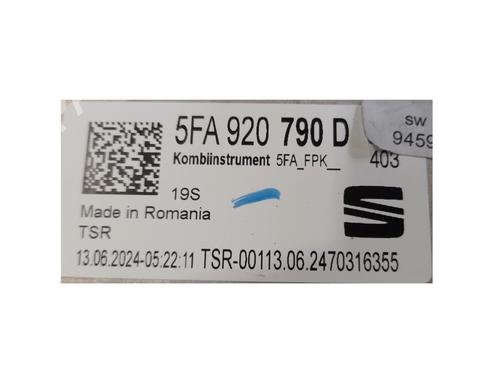 5FA 920 790 D
sw
9459
Kombiinstrument 5FA_FPK__
403
19S
Made in Romania
TSR
13.06.2024-05:22:11 TSR-00113.06.2470316355